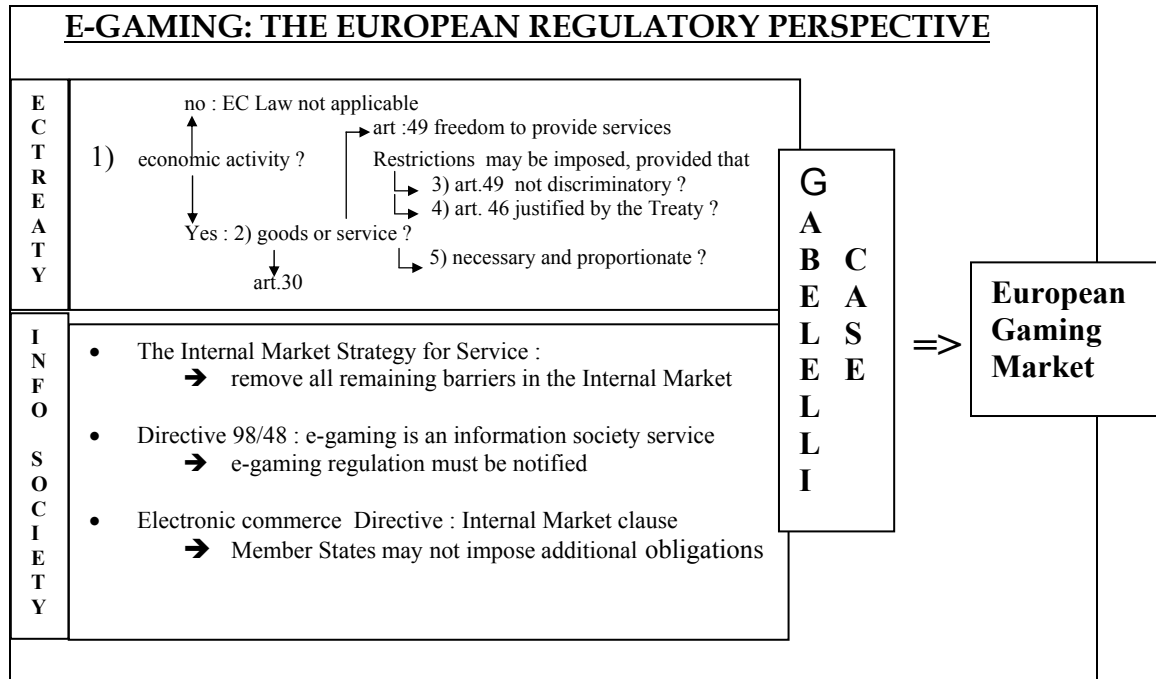 E-GAMING: THE EUROPEAN REGULATORY PERSPECTIVE
E C T R E A T Y
no : EC Law not applicable
art :49 freedom to provide services
1) economic activity ?
Restrictions may be imposed, provided that
3) art.49 not discriminatory ?
4) art. 46 justified by the Treaty ?
Yes : 2) goods or service ?
5) necessary and proportionate ?
art.30
I N F O S O C I E T Y
• The Internal Market Strategy for Service :
➔ remove all remaining barriers in the Internal Market
• Directive 98/48 : e-gaming is an information society service
➔ e-gaming regulation must be notified
• Electronic commerce Directive : Internal Market clause
➔ Member States may not impose additional obligations
G A B E L E L L I
C A S E
=>
European
Gaming
Market